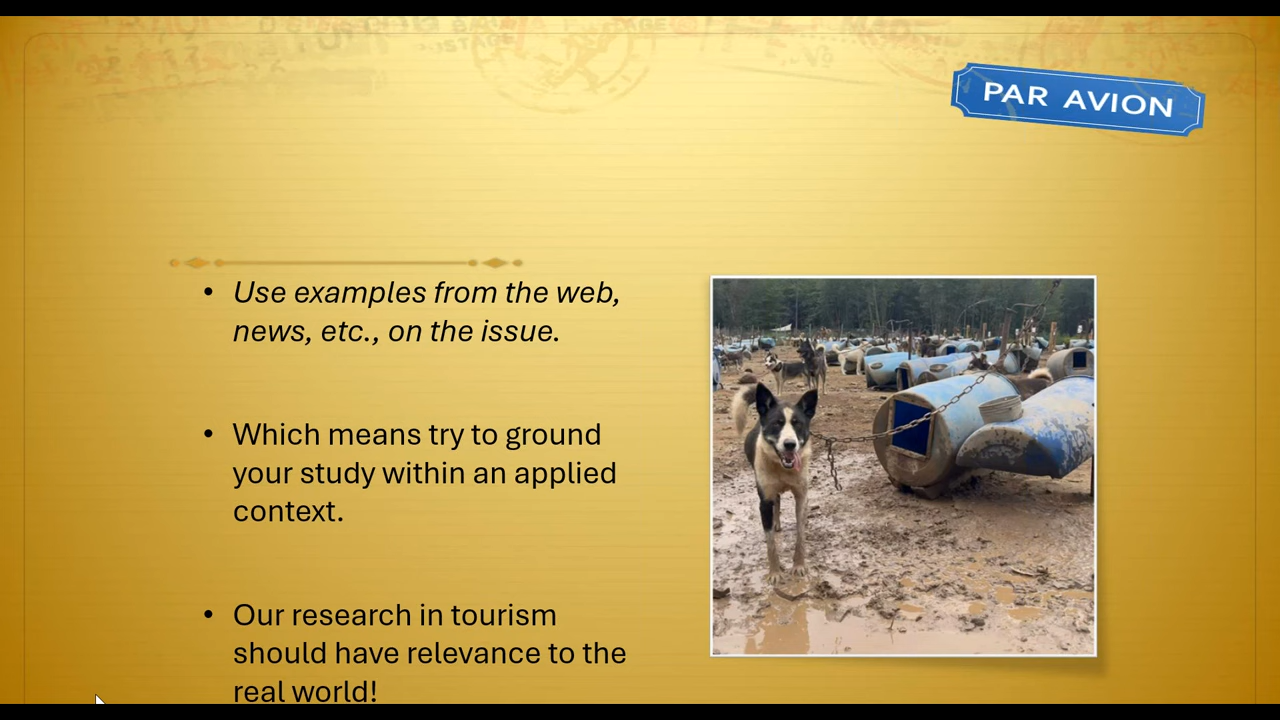 PAR AVION
• Use examples from the web,
news, etc., on the issue.
• Which means try to ground
your study within an applied
context.
• Our research in tourism
should have relevance to the
real world!